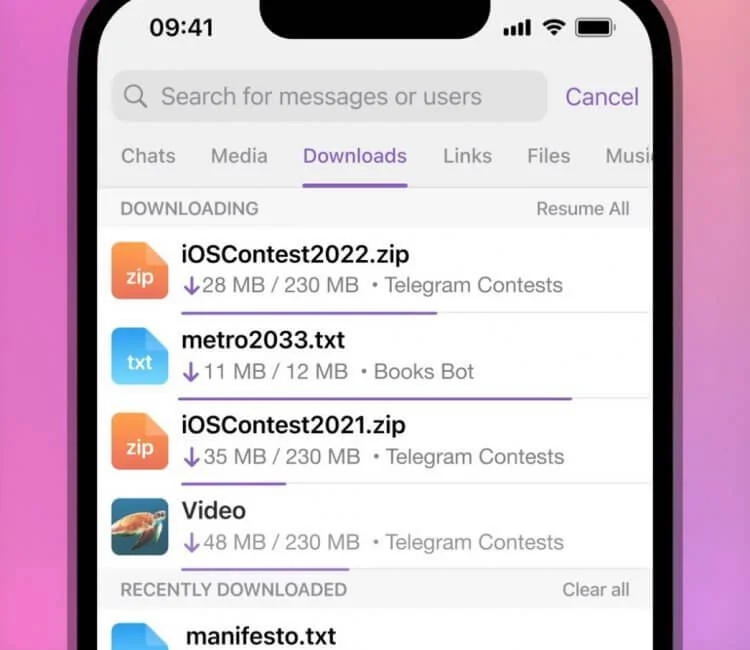 09:41
Search for messages or users Cancel
Chats Media Downloads Links Files Musi
DOWNLOADING Resume All
zip iOSContest2022.zip
28 MB / 230 MB • Telegram Contests
txt metro2033.txt
11 MB / 12 MB • Books Bot
zip iOSContest2021.zip
35 MB / 230 MB • Telegram Contests
Video
48 MB / 230 MB • Telegram Contests
RECENTLY DOWNLOADED Clear all
manifesto.txt